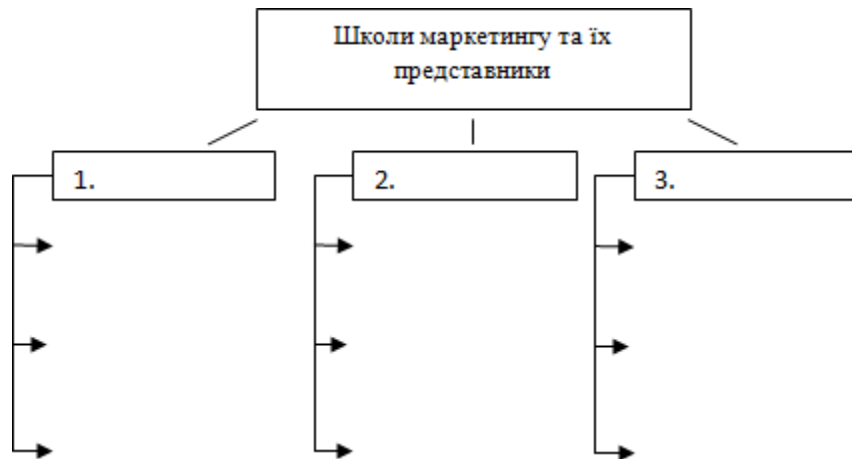 Школи маркетингу та їх
представники
1.
2.
3.